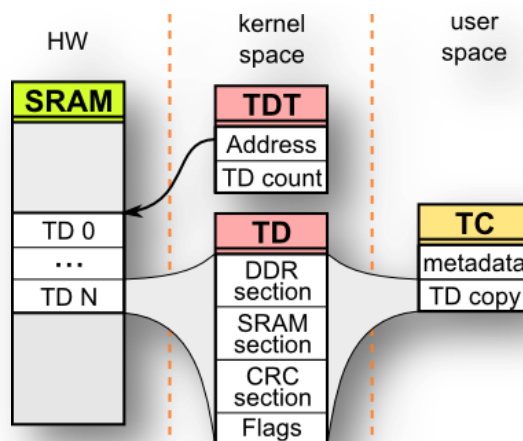 HW
kernel
space
user
space
SRAM
TD 0
...
TD N
TDT
Address
TD count
TD
DDR
section
SRAM
section
CRC
section
Flags
TC
metadata
TD copy